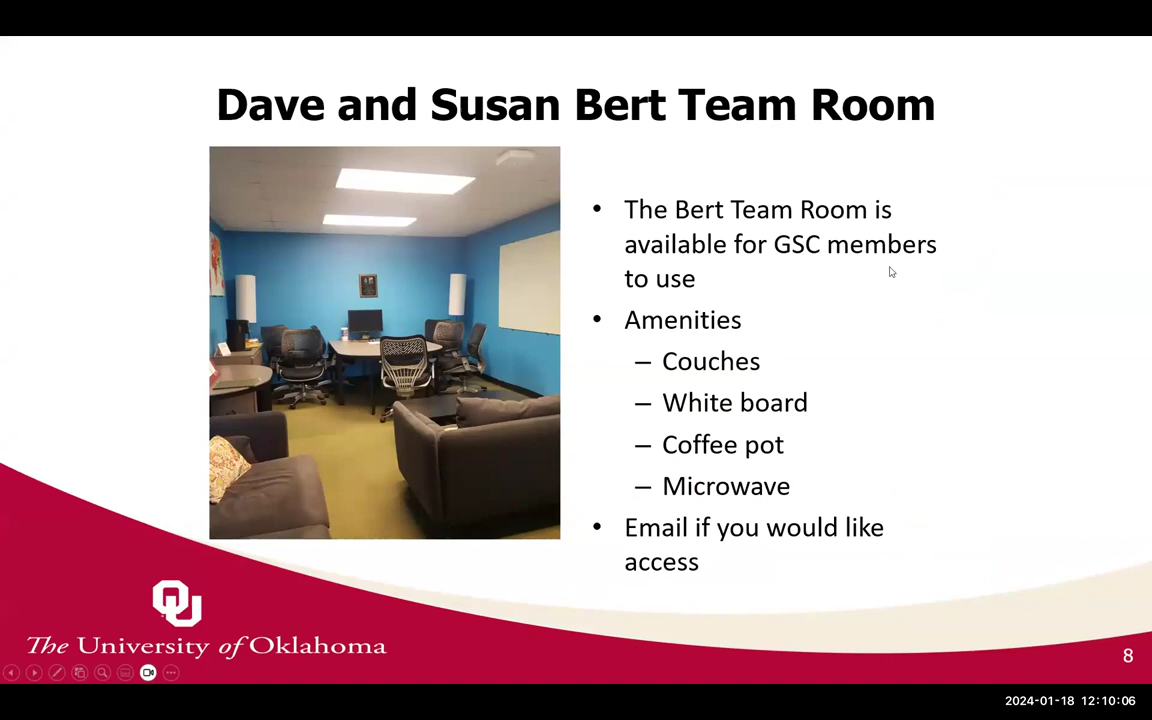 Dave and Susan Bert Team Room
• The Bert Team Room is
available for GSC members
to use
• Amenities
– Couches
– White board
– Coffee pot
– Microwave
• Email if you would like
access
OU
The University of Oklahoma
8
2024-01-18 12:10:06